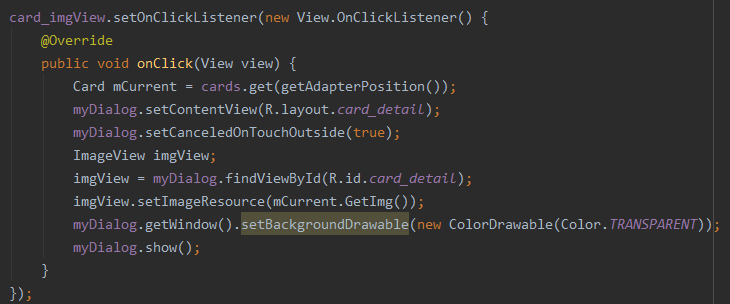 card_imgView.setOnClickListener(new View.OnClickListener() {
@Override
public void onClick(View view) {
Card mCurrent = cards.get(getAdapterPosition());
myDialog.setContentView(R.layout.card_detail);
myDialog.setCanceledOnTouchOutside(true);
ImageView imgView;
imgView = myDialog.findViewById(R.id.card_detail);
imgView.setImageResource(mCurrent.GetImg());
myDialog.getWindow().setBackgroundDrawable(new ColorDrawable(Color.TRANSPARENT));
myDialog.show();
}
});